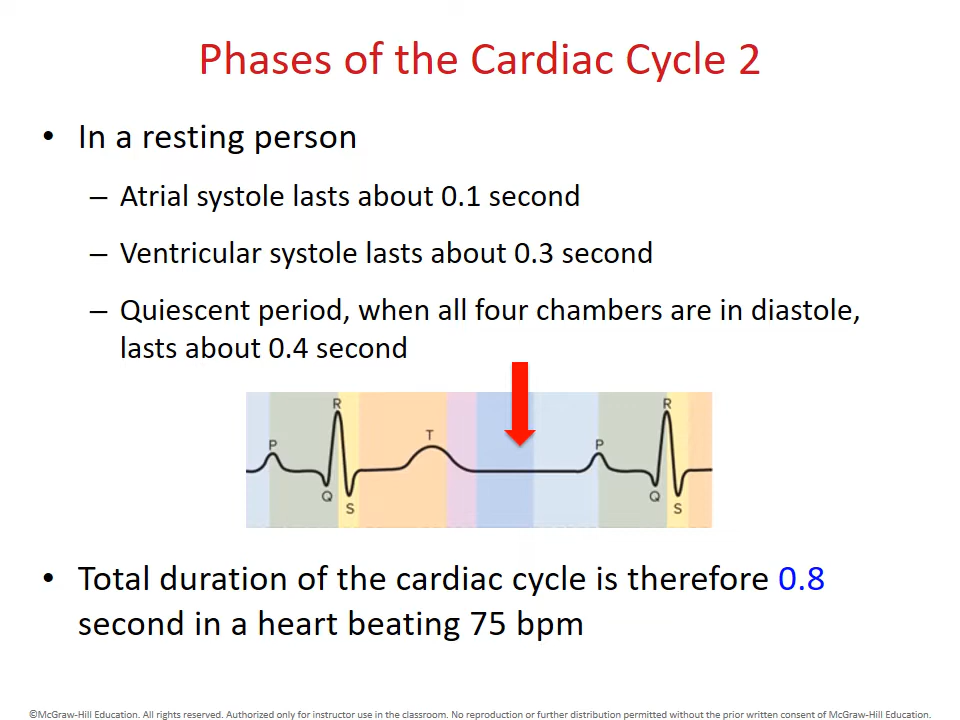 Phases of the Cardiac Cycle 2
• In a resting person
– Atrial systole lasts about 0.1 second
– Ventricular systole lasts about 0.3 second
– Quiescent period, when all four chambers are in diastole,
lasts about 0.4 second
R R
P T P
Q Q
S S
• Total duration of the cardiac cycle is therefore 0.8
second in a heart beating 75 bpm
©McGraw-Hill Education. All rights reserved. Authorized only for instructor use in the classroom. No reproduction or further distribution permitted without the prior written consent of McGraw-Hill Education.